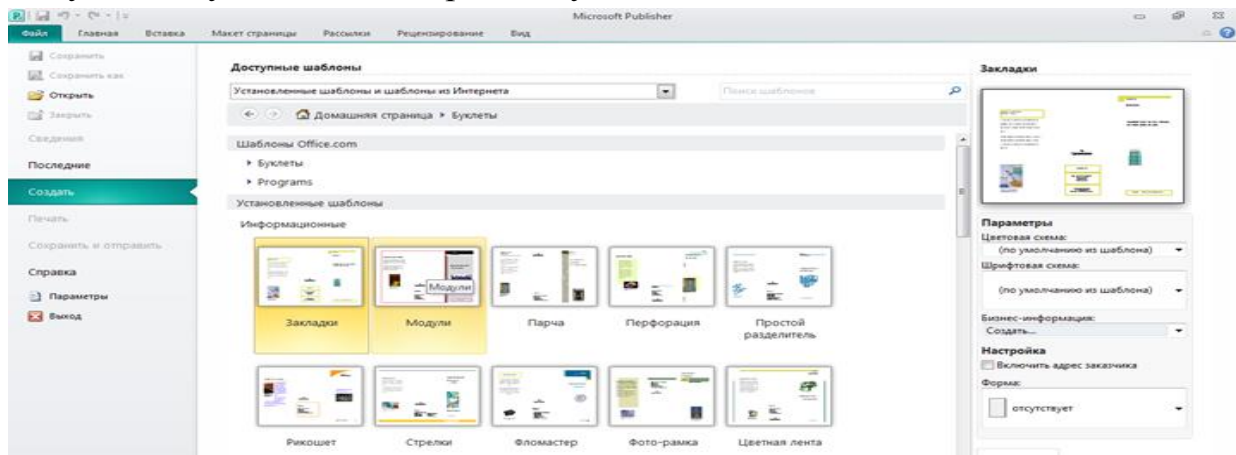 Microsoft Publisher
Файл Главная Вставка Макет страницы Рассылки Рецензирование Вид
Сохранить
Сохранить как
Открыть
Закрыть
Сведения
Последние
Создать
Печать
Сохранить и отправить
Справка
Параметры
Выход
Доступные шаблоны
Установленные шаблоны и шаблоны из Интернета
Поиск шаблонов
Домашняя страница ▸ Буклеты
Шаблоны Office.com
Буклеты
Programs
Установленные шаблоны
Информационные
Модули
Закладки Модули Парча Перфорация Простой разделитель
Рикошет Стрелки Фломастер Фото-рамка Цветная лента
Закладки
Параметры
Цветовая схема:
(по умолчанию из шаблона)
Шрифтовая схема:
(по умолчанию из шаблона)
Бизнес-информация:
Создать...
Настройка
Включить адрес заказчика
Форма:
отсутствует